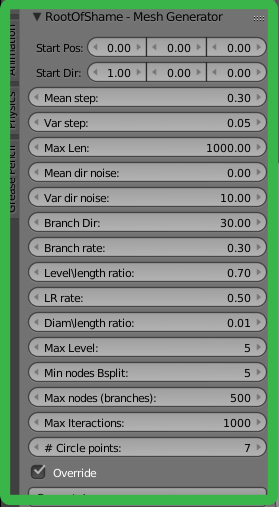 RootOfShame - Mesh Generator
Start Pos: 0.00 0.00 0.00
Start Dir: 1.00 0.00 0.00
Mean step: 0.30
Var step: 0.05
Max Len: 1000.00
Mean dir noise: 0.00
Var dir noise: 10.00
Branch Dir: 30.00
Branch rate: 0.30
Level\length ratio: 0.70
LR rate: 0.50
Diam\length ratio: 0.01
Max Level: 5
Min nodes Bsplit: 5
Max nodes (branches): 500
Max Iteractions: 1000
# Circle points: 7
Override
Animation
Physics
Grease Pencil